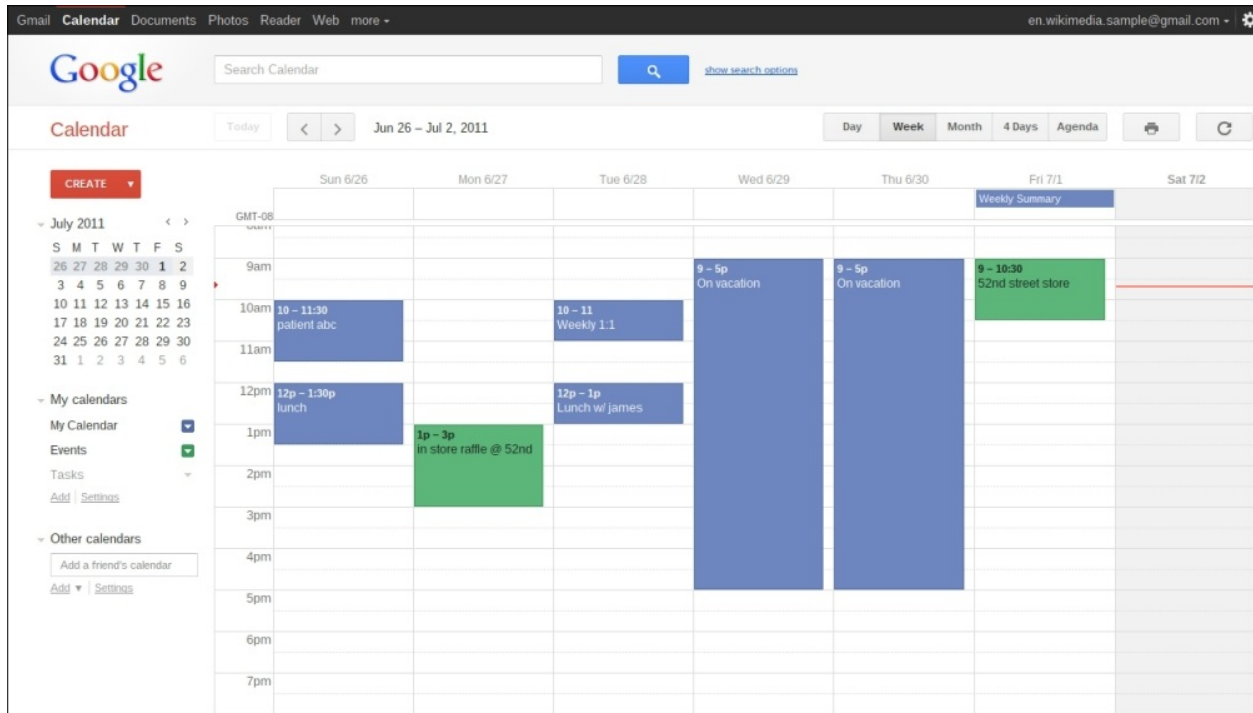 Gmail Calendar Documents Photos Reader Web more
en.wikimedia.sample@gmail.com
Google
Search Calendar
show search options
Calendar
Today
Jun 26 – Jul 2, 2011
Day Week Month 4 Days Agenda
CREATE
July 2011
S M T W T F S
26 27 28 29 30 1 2
3 4 5 6 7 8 9
10 11 12 13 14 15 16
17 18 19 20 21 22 23
24 25 26 27 28 29 30
31 1 2 3 4 5 6
My calendars
My Calendar
Events
Tasks
Add Settings
Other calendars
Add a friend's calendar
Add Settings
Sun 6/26 Mon 6/27 Tue 6/28 Wed 6/29 Thu 6/30 Fri 7/1 Sat 7/2
Weekly Summary
GMT-08
9am
10am
11am
12pm
1pm
2pm
3pm
4pm
5pm
6pm
7pm
10 – 11:30
patient abc
12p – 1:30p
lunch
1p – 3p
in store raffle @ 52nd
10 – 11
Weekly 1:1
12p – 1p
Lunch w/ james
9 – 5p
On vacation
9 – 5p
On vacation
9 – 10:30
52nd street store